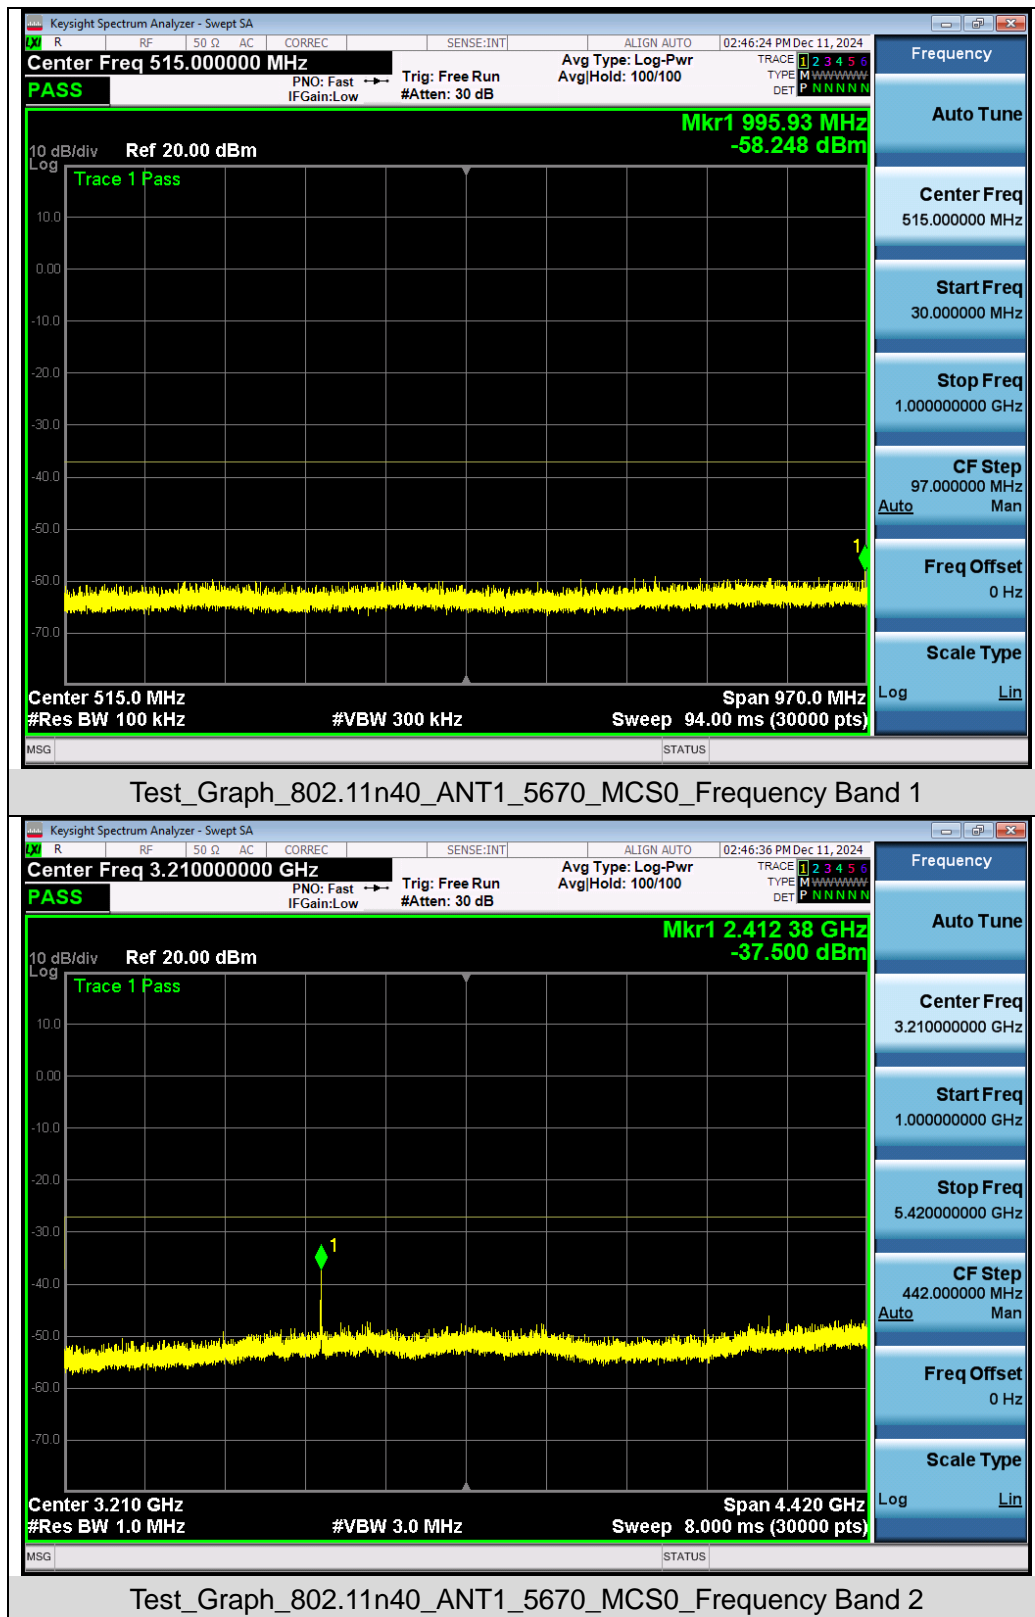 Keysight Spectrum Analyzer - Swept SA
LXI R RF 50 Ω AC CORREC SENSE:INT ALIGN AUTO 02:46:24 PM Dec 11, 2024
Center Freq 515.000000 MHz
PASS
PNO: Fast
IFGain:Low
Trig: Free Run
#Atten: 30 dB
Avg Type: Log-Pwr
Avg|Hold: 100/100
TRACE 1 2 3 4 5 6
TYPE M WWWWW
DET P N N N N N
Mkr1 995.93 MHz
-58.248 dBm
10 dB/div Ref 20.00 dBm
Log
Trace 1 Pass
10.0
0.00
-10.0
-20.0
-30.0
-40.0
-50.0
1
-60.0
-70.0
Center 515.0 MHz Span 970.0 MHz
#Res BW 100 kHz #VBW 300 kHz Sweep 94.00 ms (30000 pts)
MSG STATUS
Frequency
Auto Tune
Center Freq
515.000000 MHz
Start Freq
30.000000 MHz
Stop Freq
1.000000000 GHz
CF Step
97.000000 MHz
Auto Man
Freq Offset
0 Hz
Scale Type
Log Lin
Test_Graph_802.11n40_ANT1_5670_MCS0_Frequency Band 1
Keysight Spectrum Analyzer - Swept SA
LXI R RF 50 Ω AC CORREC SENSE:INT ALIGN AUTO 02:46:36 PM Dec 11, 2024
Center Freq 3.210000000 GHz
PASS
PNO: Fast
IFGain:Low
Trig: Free Run
#Atten: 30 dB
Avg Type: Log-Pwr
Avg|Hold: 100/100
TRACE 1 2 3 4 5 6
TYPE M WWWWW
DET P N N N N N
Mkr1 2.412 38 GHz
-37.500 dBm
10 dB/div Ref 20.00 dBm
Log
Trace 1 Pass
10.0
0.00
-10.0
-20.0
-30.0
1
-40.0
-50.0
-60.0
-70.0
Center 3.210 GHz Span 4.420 GHz
#Res BW 1.0 MHz #VBW 3.0 MHz Sweep 8.000 ms (30000 pts)
MSG STATUS
Frequency
Auto Tune
Center Freq
3.210000000 GHz
Start Freq
1.000000000 GHz
Stop Freq
5.420000000 GHz
CF Step
442.000000 MHz
Auto Man
Freq Offset
0 Hz
Scale Type
Log Lin
Test_Graph_802.11n40_ANT1_5670_MCS0_Frequency Band 2